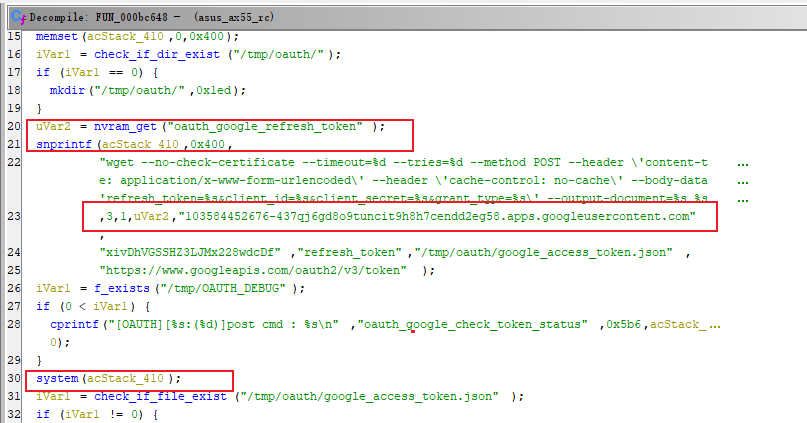 Decompile: FUN_000bc648 - (asus_ax55_rc)
15 memset(acStack_410,0,0x400);
16 iVar1 = check_if_dir_exist("/tmp/oauth/");
17 if (iVar1 == 0) {
18 mkdir("/tmp/oauth/",0x1ed);
19 }
20 uVar2 = nvram_get("oauth_google_refresh_token");
21 snprintf(acStack_410,0x400,
22 "wget --no-check-certificate --timeout=%d --tries=%d --method POST --header \'content-t ...
e: application/x-www-form-urlencoded\' --header \'cache-control: no-cache\' --body-data ...
'refresh_token=%s&client_id=%s&client_secret=%s&grant_type=%s\' --output-document=%s %s ...
23 ,3,1,uVar2,"103584452676-437qj6gd8o9tuncit9h8h7cendd2eg58.apps.googleusercontent.com"
,
24 "xivDhVGSSHZ3LJMx228wdcDf","refresh_token","/tmp/oauth/google_access_token.json",
25 "https://www.googleapis.com/oauth2/v3/token");
26 iVar1 = f_exists("/tmp/OAUTH_DEBUG");
27 if (0 < iVar1) {
28 cprintf("[OAUTH][%s:(%d)]post cmd : %s\n","oauth_google_check_token_status",0x5b6,acStack_ ...
0);
29 }
30 system(acStack_410);
31 iVar1 = check_if_file_exist("/tmp/oauth/google_access_token.json");
32 if (iVar1 != 0) {